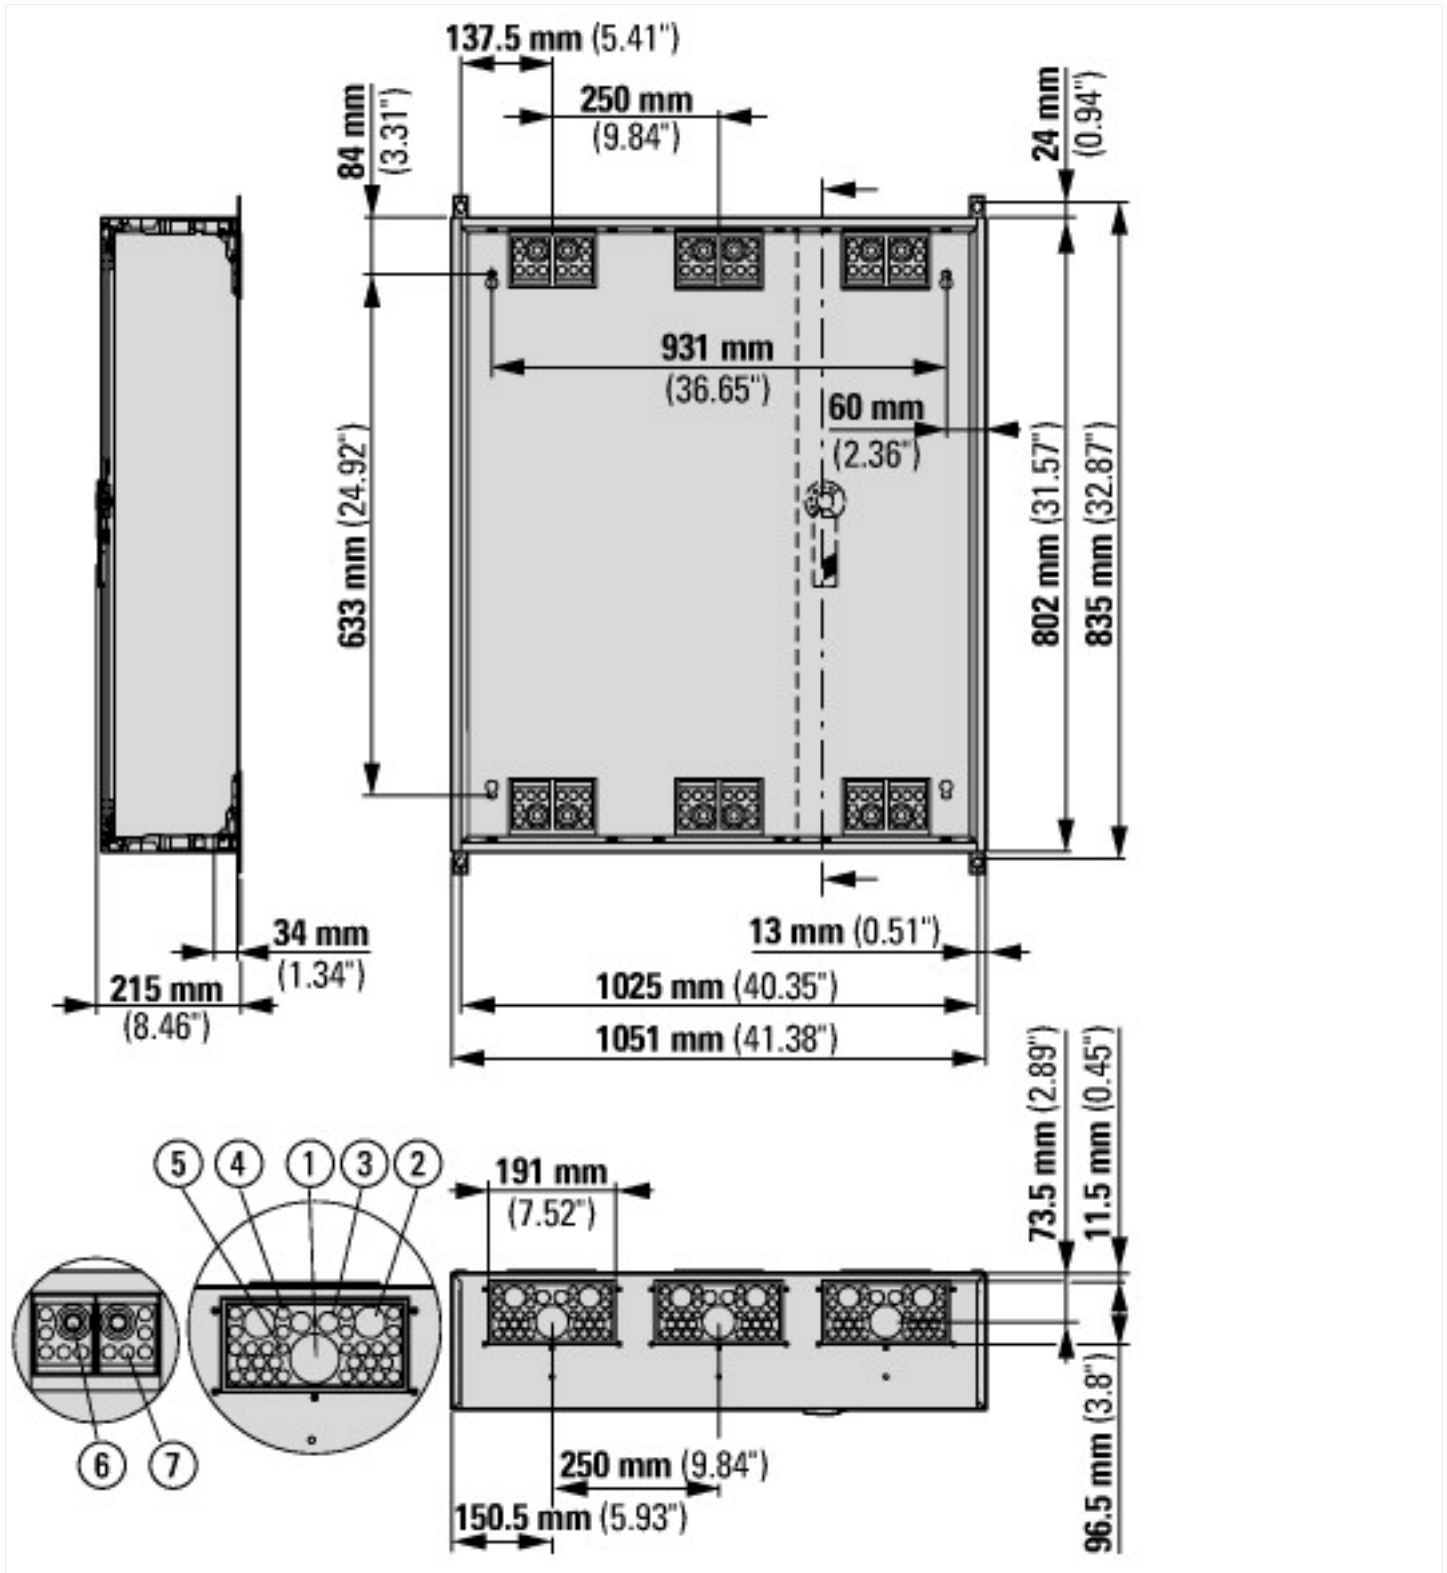 137.5 mm (5.41")
250 mm
(9.84")
84 mm
(3.31")
24 mm
(0.94")
931 mm
(36.65")
60 mm
(2.36")
633 mm (24.92")
802 mm (31.57")
835 mm (32.87")
34 mm
(1.34")
215 mm
(8.46")
13 mm (0.51")
1025 mm (40.35")
1051 mm (41.38")
73.5 mm (2.89")
11.5 mm (0.45")
5 4 1 3 2
191 mm
(7.52")
6 7
250 mm (9.84")
150.5 mm (5.93")
96.5 mm (3.8")